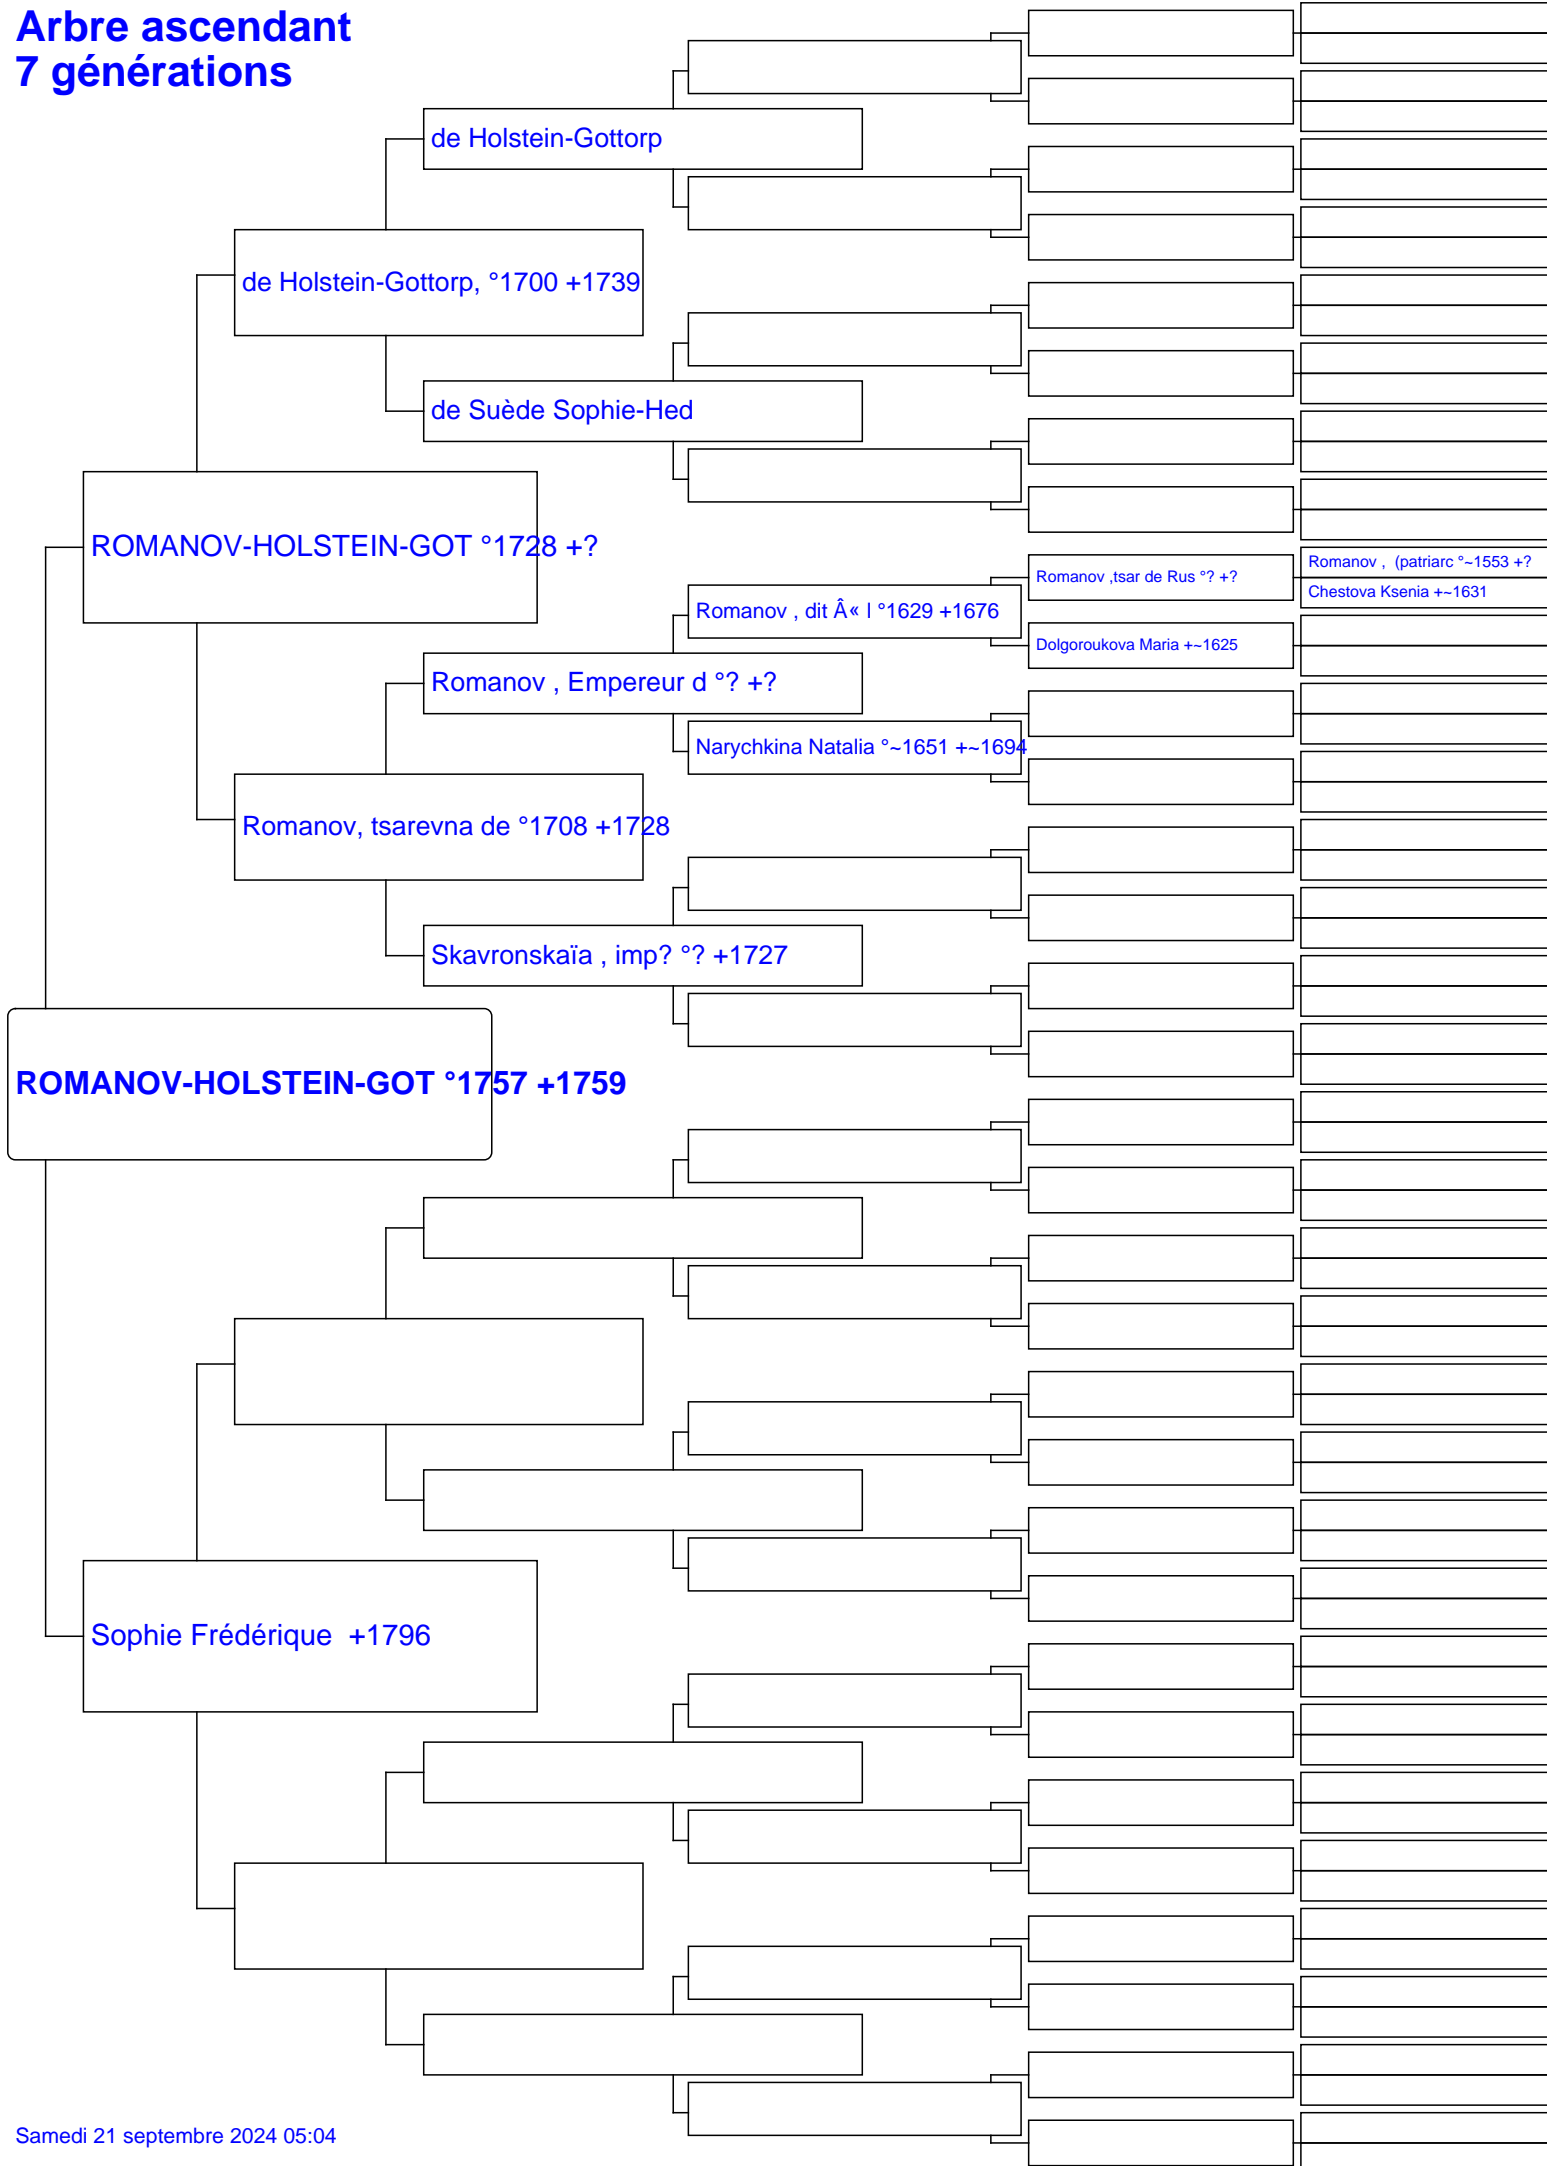 Arbre ascendant
7 générations
de Holstein-Gottorp
de Holstein-Gottorp, °1700 +1739
de Suède Sophie-Hed
ROMANOV-HOLSTEIN-GOT °1728 +?
Romanov , (patriarc °~1553 +?
Romanov ,tsar de Rus °? +?
Chestova Ksenia +~1631
Romanov , dit Â« l °1629 +1676
Dolgoroukova Maria +~1625
Romanov , Empereur d °? +?
Narychkina Natalia °~1651 +~1694
Romanov, tsarevna de °1708 +1728
Skavronskaïa , imp? °? +1727
ROMANOV-HOLSTEIN-GOT °1757 +1759
Sophie Frédérique  +1796
Samedi 21 septembre 2024 05:04